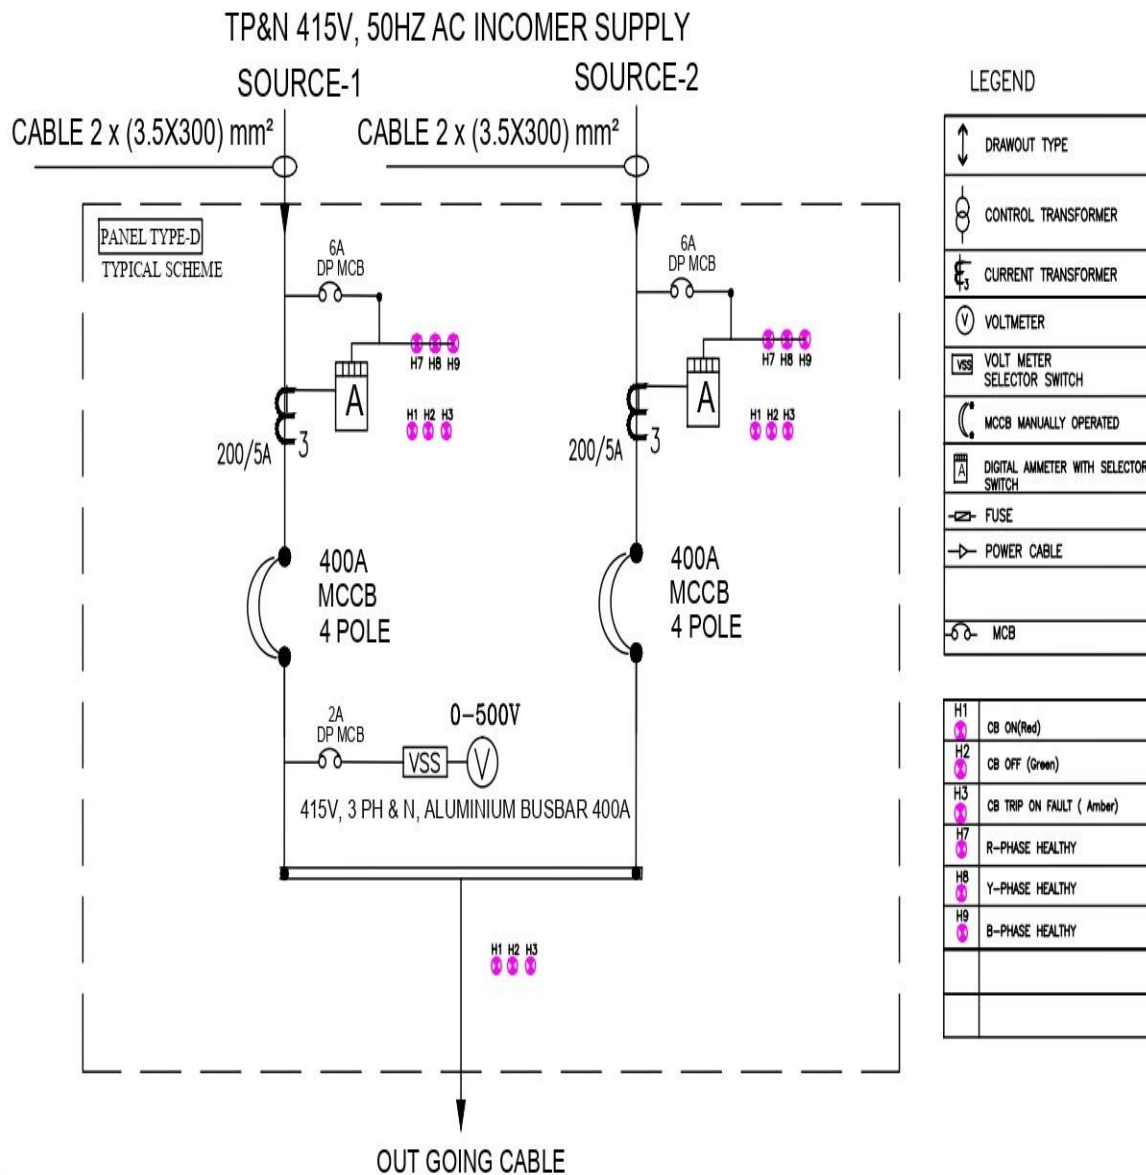 TP&N 415V, 50HZ AC INCOMER SUPPLY
SOURCE-1
SOURCE-2
CABLE 2 x (3.5X300) mm²
CABLE 2 x (3.5X300) mm²
PANEL TYPE-D
TYPICAL SCHEME
6A
DP MCB
H7 H8 H9
A
H1 H2 H3
200/5A
3
400A
MCCB
4 POLE
6A
DP MCB
H7 H8 H9
A
H1 H2 H3
200/5A
3
400A
MCCB
4 POLE
2A
DP MCB
0-500V
VSS
V
415V, 3 PH & N, ALUMINIUM BUSBAR 400A
H1 H2 H3
OUT GOING CABLE
LEGEND
DRAWOUT TYPE
CONTROL TRANSFORMER
3 CURRENT TRANSFORMER
V VOLTMETER
VSS VOLT METER
SELECTOR SWITCH
MCCB MANUALLY OPERATED
A DIGITAL AMMETER WITH SELECTOR
SWITCH
FUSE
POWER CABLE
MCB
H1 CB ON(Red)
H2 CB OFF (Green)
H3 CB TRIP ON FAULT ( Amber)
H7 R-PHASE HEALTHY
H8 Y-PHASE HEALTHY
H9 B-PHASE HEALTHY